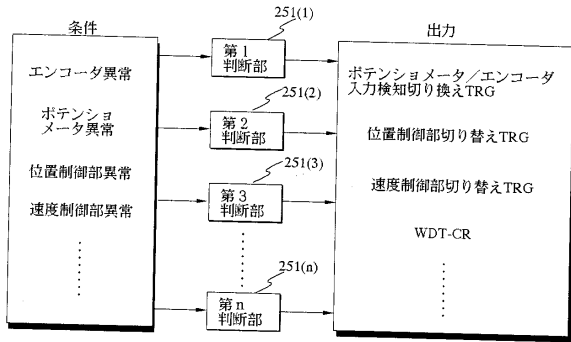 条件
エンコーダ異常
ポテンショ
メータ異常
位置制御部異常
速度制御部異常
251(1)
第1
判断部
251(2)
第2
判断部
251(3)
第3
判断部
251(n)
第n
判断部
出力
ポテンショメータ/エンコーダ
入力検知切り換えTRG
位置制御部切り替えTRG
速度制御部切り替えTRG
WDT-CR